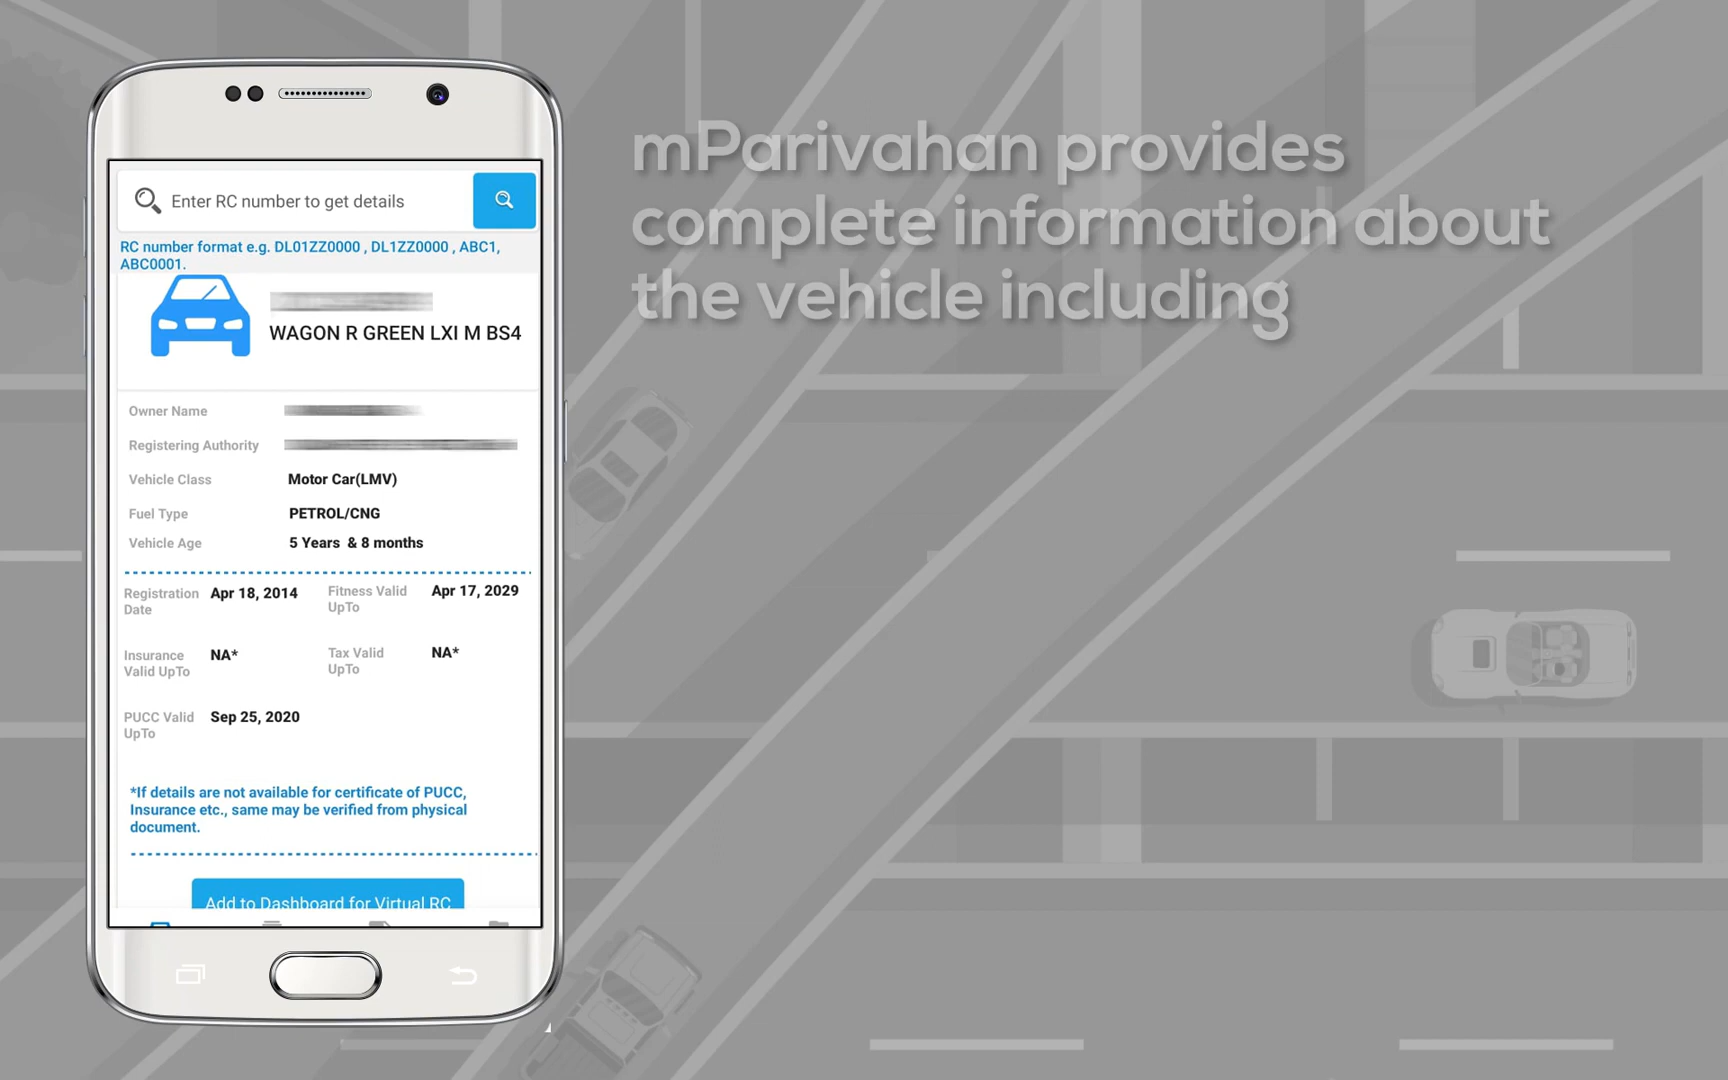 mParivahan provides
complete information about
the vehicle including
Enter RC number to get details
RC number format e.g. DL01ZZ0000 , DL1ZZ0000 , ABC1,
ABC0001.
WAGON R GREEN LXI M BS4
Owner Name
Registering Authority
Vehicle Class Motor Car(LMV)
Fuel Type PETROL/CNG
Vehicle Age 5 Years & 8 months
Registration Date Apr 18, 2014 Fitness Valid UpTo Apr 17, 2029
Insurance Valid UpTo NA* Tax Valid UpTo NA*
PUCC Valid UpTo Sep 25, 2020
*If details are not available for certificate of PUCC,
Insurance etc., same may be verified from physical
document.
Add to Dashboard for Virtual RC